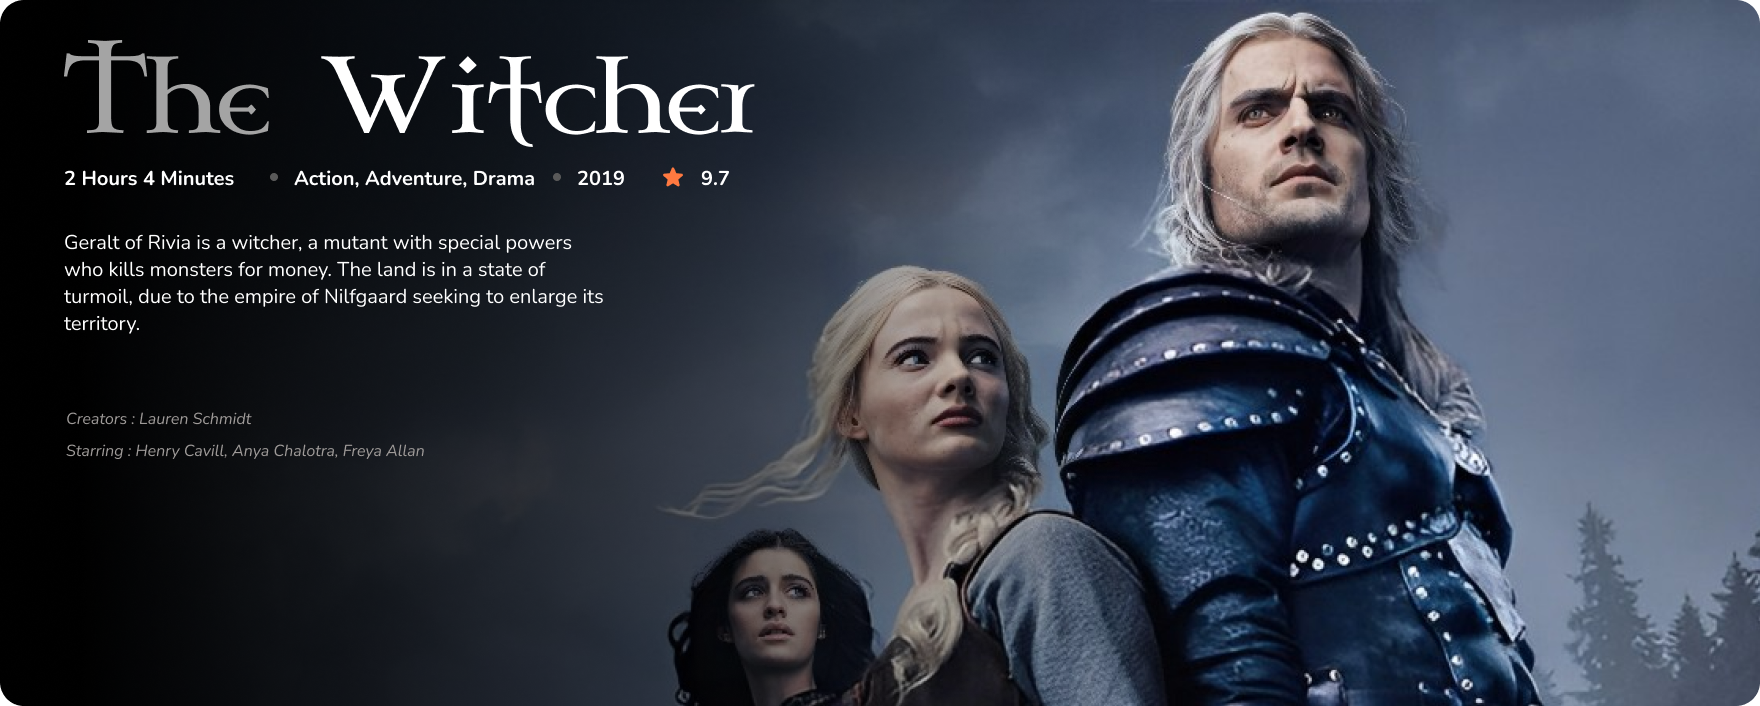 The Witcher
2 Hours 4 Minutes • Action, Adventure, Drama • 2019 ★ 9.7
Geralt of Rivia is a witcher, a mutant with special powers
who kills monsters for money. The land is in a state of
turmoil, due to the empire of Nilfgaard seeking to enlarge its
territory.
Creators : Lauren Schmidt
Starring : Henry Cavill, Anya Chalotra, Freya Allan